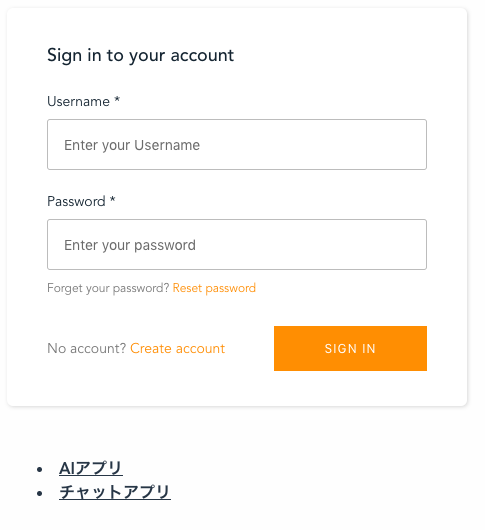 Sign in to your account
Username *
Enter your Username
Password *
Enter your password
Forget your password? Reset password
No account? Create account
SIGN IN
AIアプリ
チャットアプリ